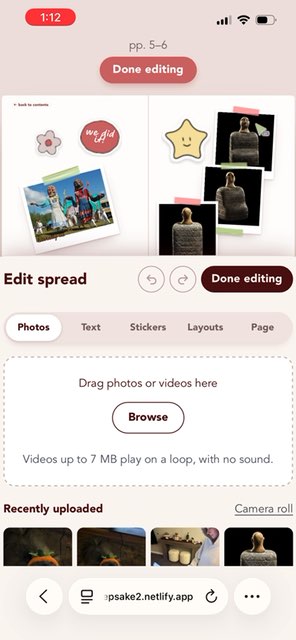 1:12
pp. 5–6
Done editing
← back to contents
we did it!
Edit spread
Done editing
Photos
Text
Stickers
Layouts
Page
Drag photos or videos here
Browse
Videos up to 7 MB play on a loop, with no sound.
Recently uploaded
Camera roll
epsake2.netlify.app